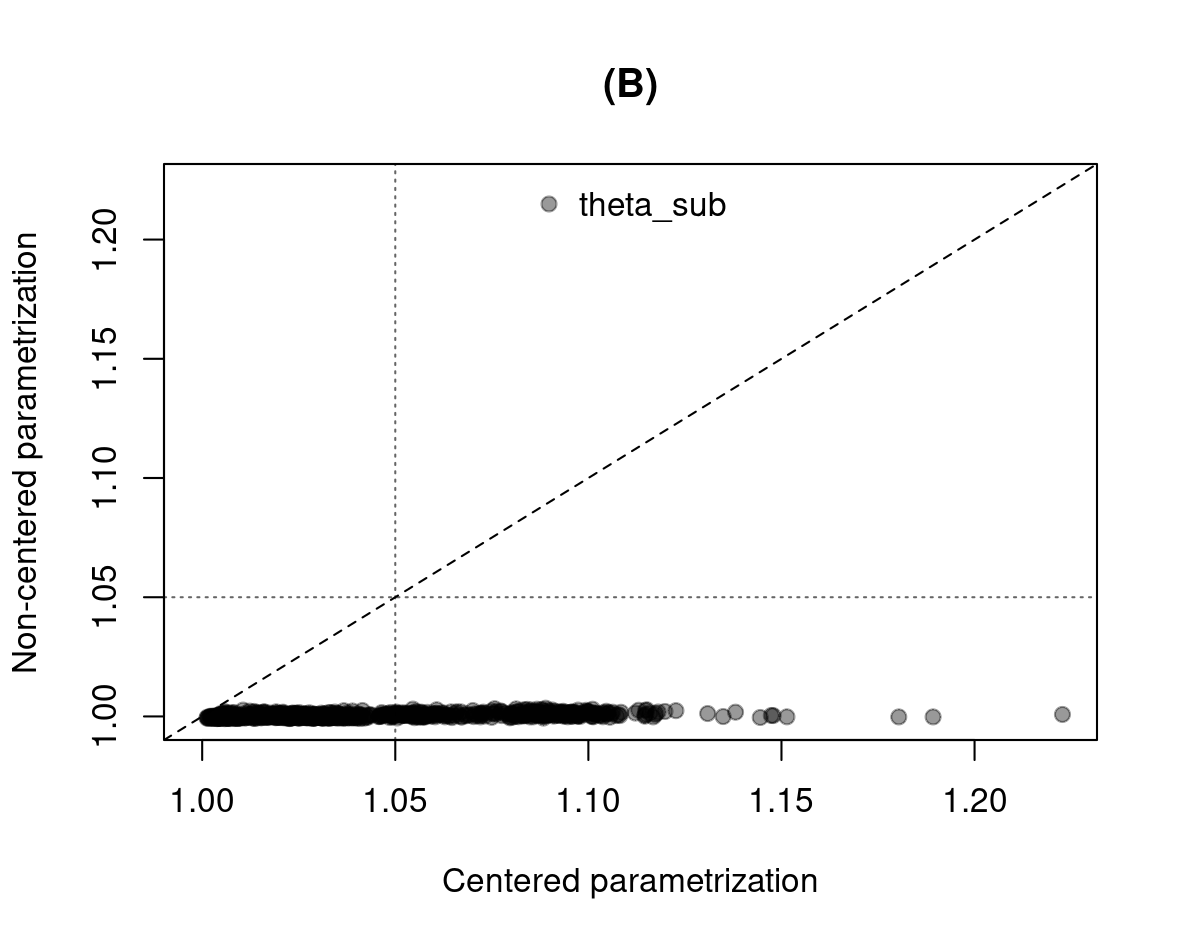 (B)
theta_sub
Non-centered parametrization
1.20
1.15
1.10
1.05
1.00
1.00 1.05 1.10 1.15 1.20
Centered parametrization